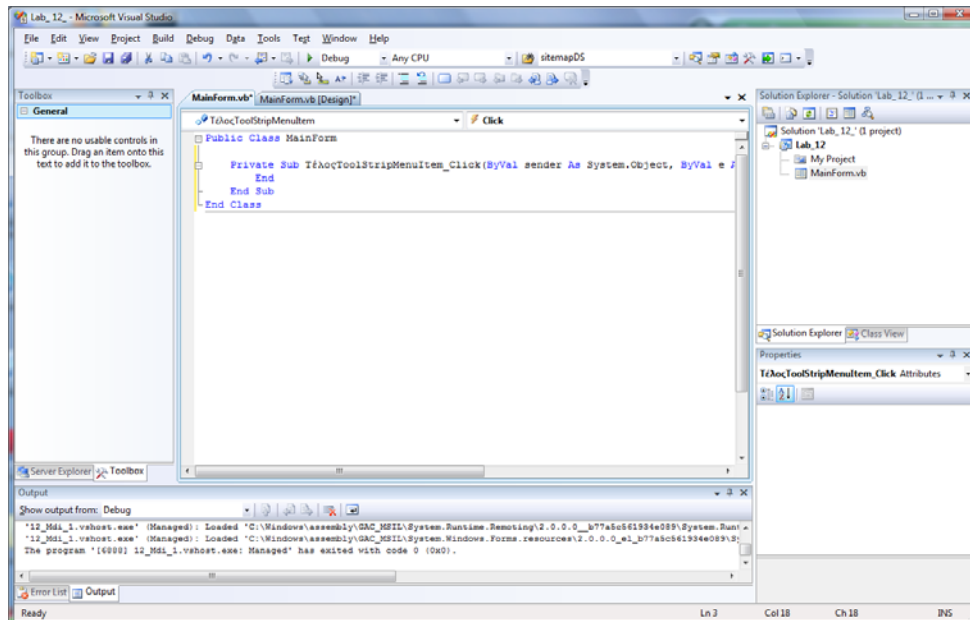 Lab_ 12_ - Microsoft Visual Studio
File Edit View Project Build Debug Data Tools Test Window Help
Debug Any CPU sitemapDS
Toolbox
General
There are no usable controls in
this group. Drag an item onto this
text to add it to the toolbox.
Server Explorer Toolbox
MainForm.vb* MainForm.vb [Design]*
ΤέλοςToolStripMenuItem Click
Public Class MainForm
Private Sub ΤέλοςToolStripMenuItem_Click(ByVal sender As System.Object, ByVal e A
End
End Sub
End Class
Solution Explorer - Solution 'Lab_12_' (1 ...
Solution 'Lab_12_' (1 project)
Lab_12
My Project
MainForm.vb
Solution Explorer Class View
Properties
ΤέλοςToolStripMenuItem_Click Attributes
Output
Show output from: Debug
'12_Mdi_1.vshost.exe' (Managed): Loaded 'C:\Windows\assembly\GAC_MSIL\System.Runtime.Remoting\2.0.0.0__b77a5c561934e089\System.Runt
'12_Mdi_1.vshost.exe' (Managed): Loaded 'C:\Windows\assembly\GAC_MSIL\System.Windows.Forms.resources\2.0.0.0_el_b77a5c561934e089\Sy
The program '[6800] 12_Mdi_1.vshost.exe: Managed' has exited with code 0 (0x0).
Error List Output
Ready Ln 3 Col 18 Ch 18 INS